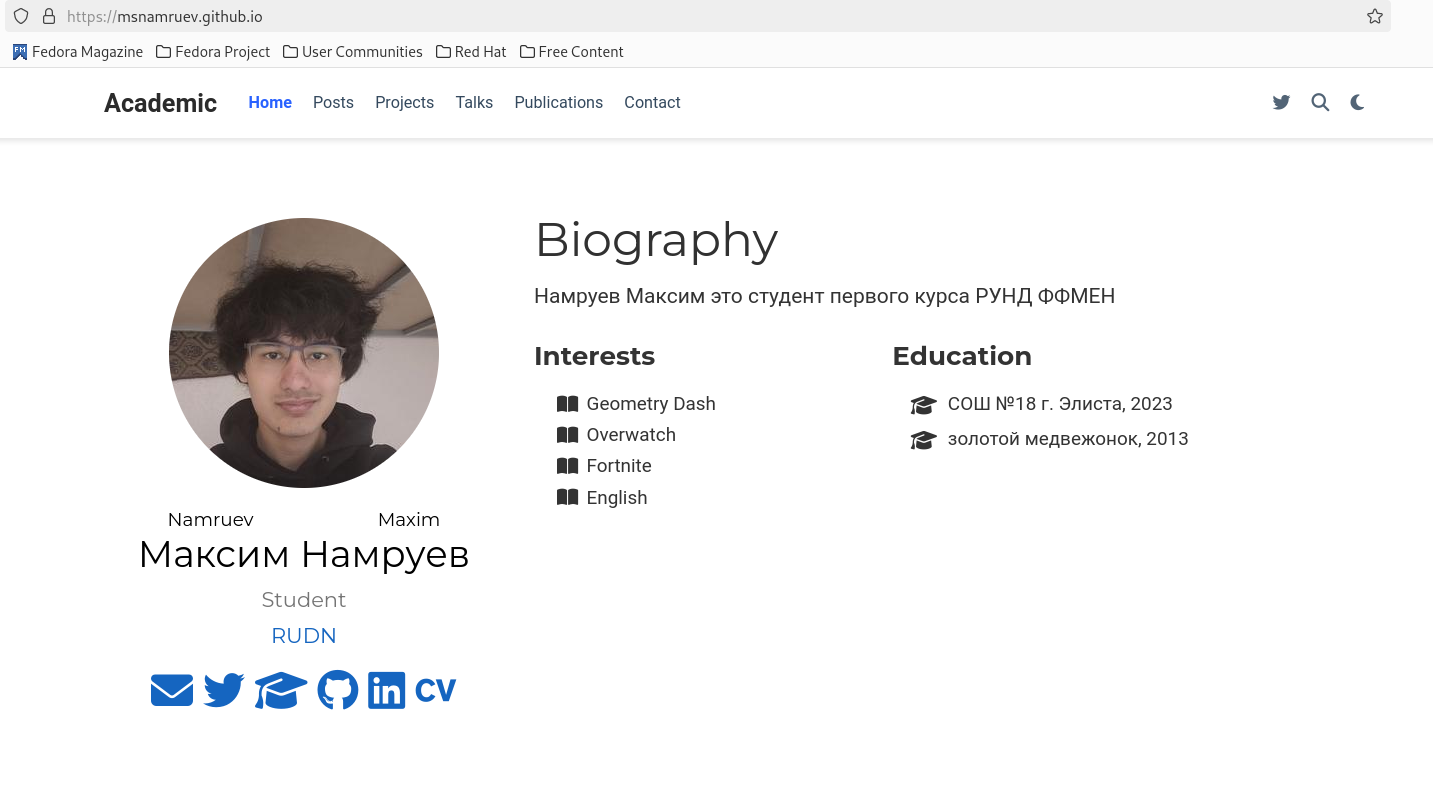 https://msnamruev.github.io
Fedora Magazine Fedora Project User Communities Red Hat Free Content
Academic Home Posts Projects Talks Publications Contact
Biography
Намруев Максим это студент первого курса РУНД ФФМЕН
Interests
Geometry Dash
Overwatch
Fortnite
English
Education
СОШ №18 г. Элиста, 2023
золотой медвежонок, 2013
Namruev Maxim
Максим Намруев
Student
RUDN
in CV